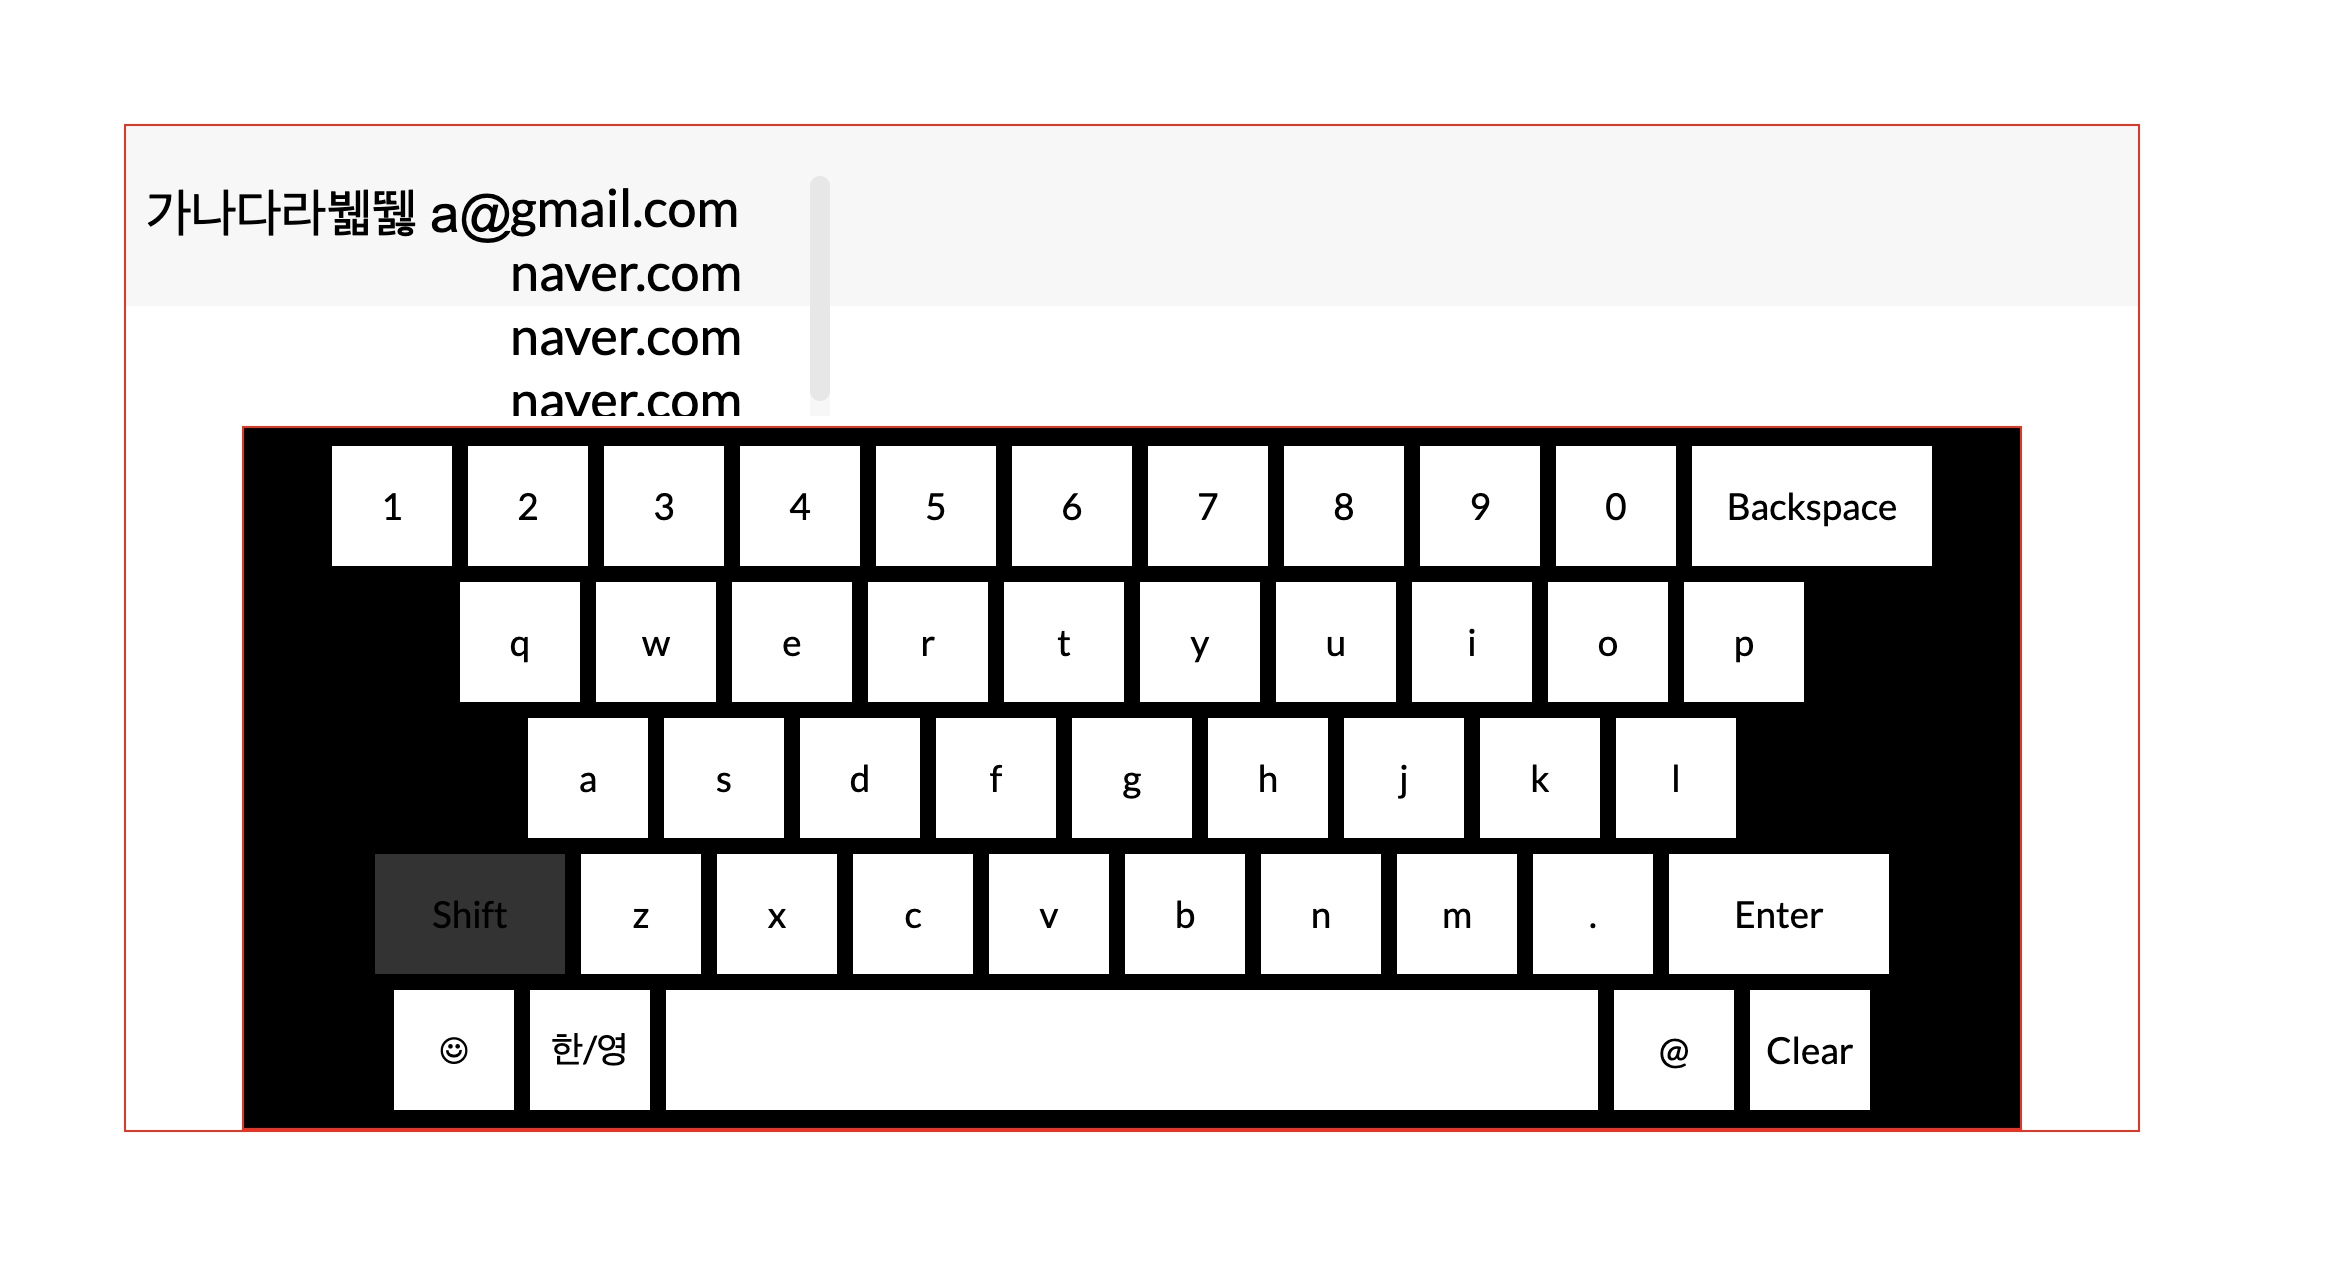 가나다라붸뛣 a@gmail.com
naver.com
naver.com
naver.com
1 2 3 4 5 6 7 8 9 0 Backspace
q w e r t y u i o p
a s d f g h j k l
Shift z x c v b n m . Enter
☺ 한/영 @ Clear